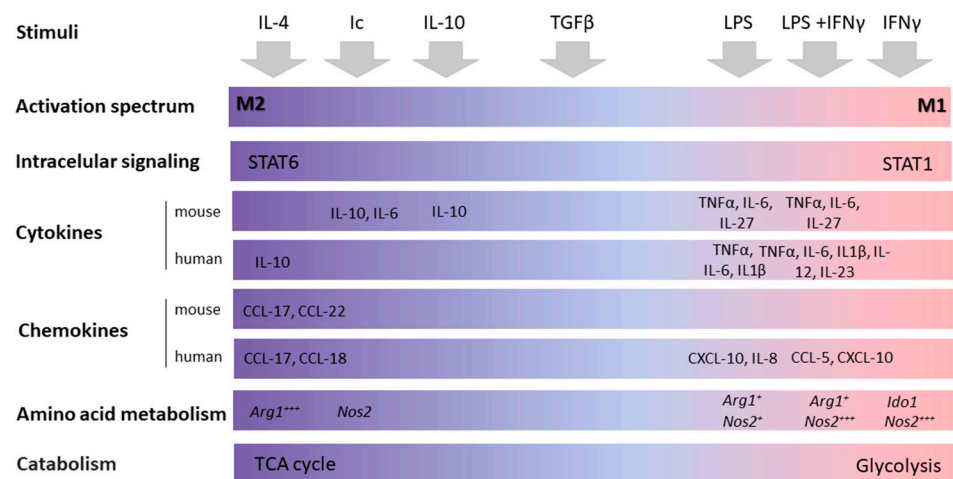 Stimuli IL-4 Ic IL-10 TGFβ LPS LPS +IFNγ IFNγ
Activation spectrum M2 M1
Intracelular signaling STAT6 STAT1
Cytokines
mouse IL-10, IL-6 IL-10 TNFα, IL-6, TNFα, IL-6,
IL-27 IL-27
human IL-10 TNFα, TNFα, IL-6, IL1β, IL-
IL-6, IL1β 12, IL-23
Chemokines
mouse CCL-17, CCL-22
human CCL-17, CCL-18 CXCL-10, IL-8 CCL-5, CXCL-10
Amino acid metabolism Arg1+++ Nos2 Arg1+ Arg1+ Ido1
Nos2+ Nos2+++ Nos2+++
Catabolism TCA cycle Glycolysis